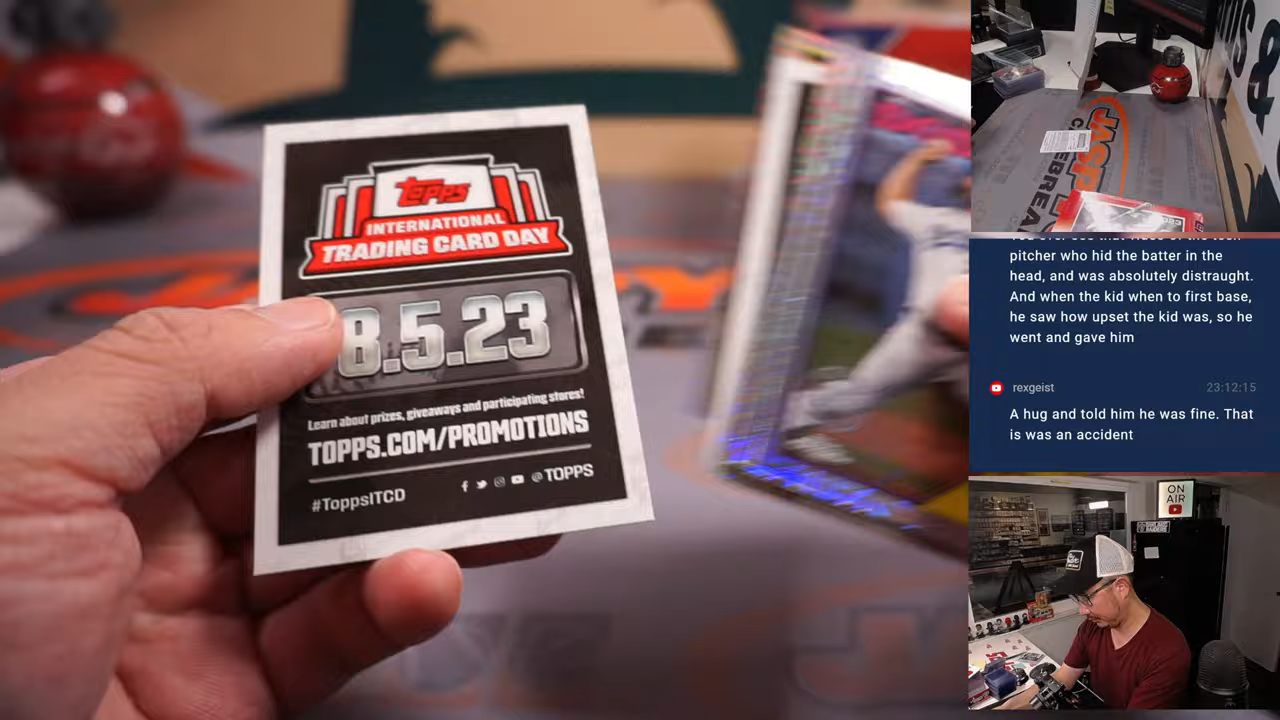 TOPPS
INTERNATIONAL
TRADING CARD DAY
8.5.23
Learn about prizes, giveaways and participating stores!
TOPPS.COM/PROMOTIONS
#ToppsITCD
@TOPPS
pitcher who hid the batter in the
head, and was absolutely distraught.
And when the kid when to first base,
he saw how upset the kid was, so he
went and gave him
rexgeist
23:12:15
A hug and told him he was fine. That
is was an accident
ON
AIR
JASP
&